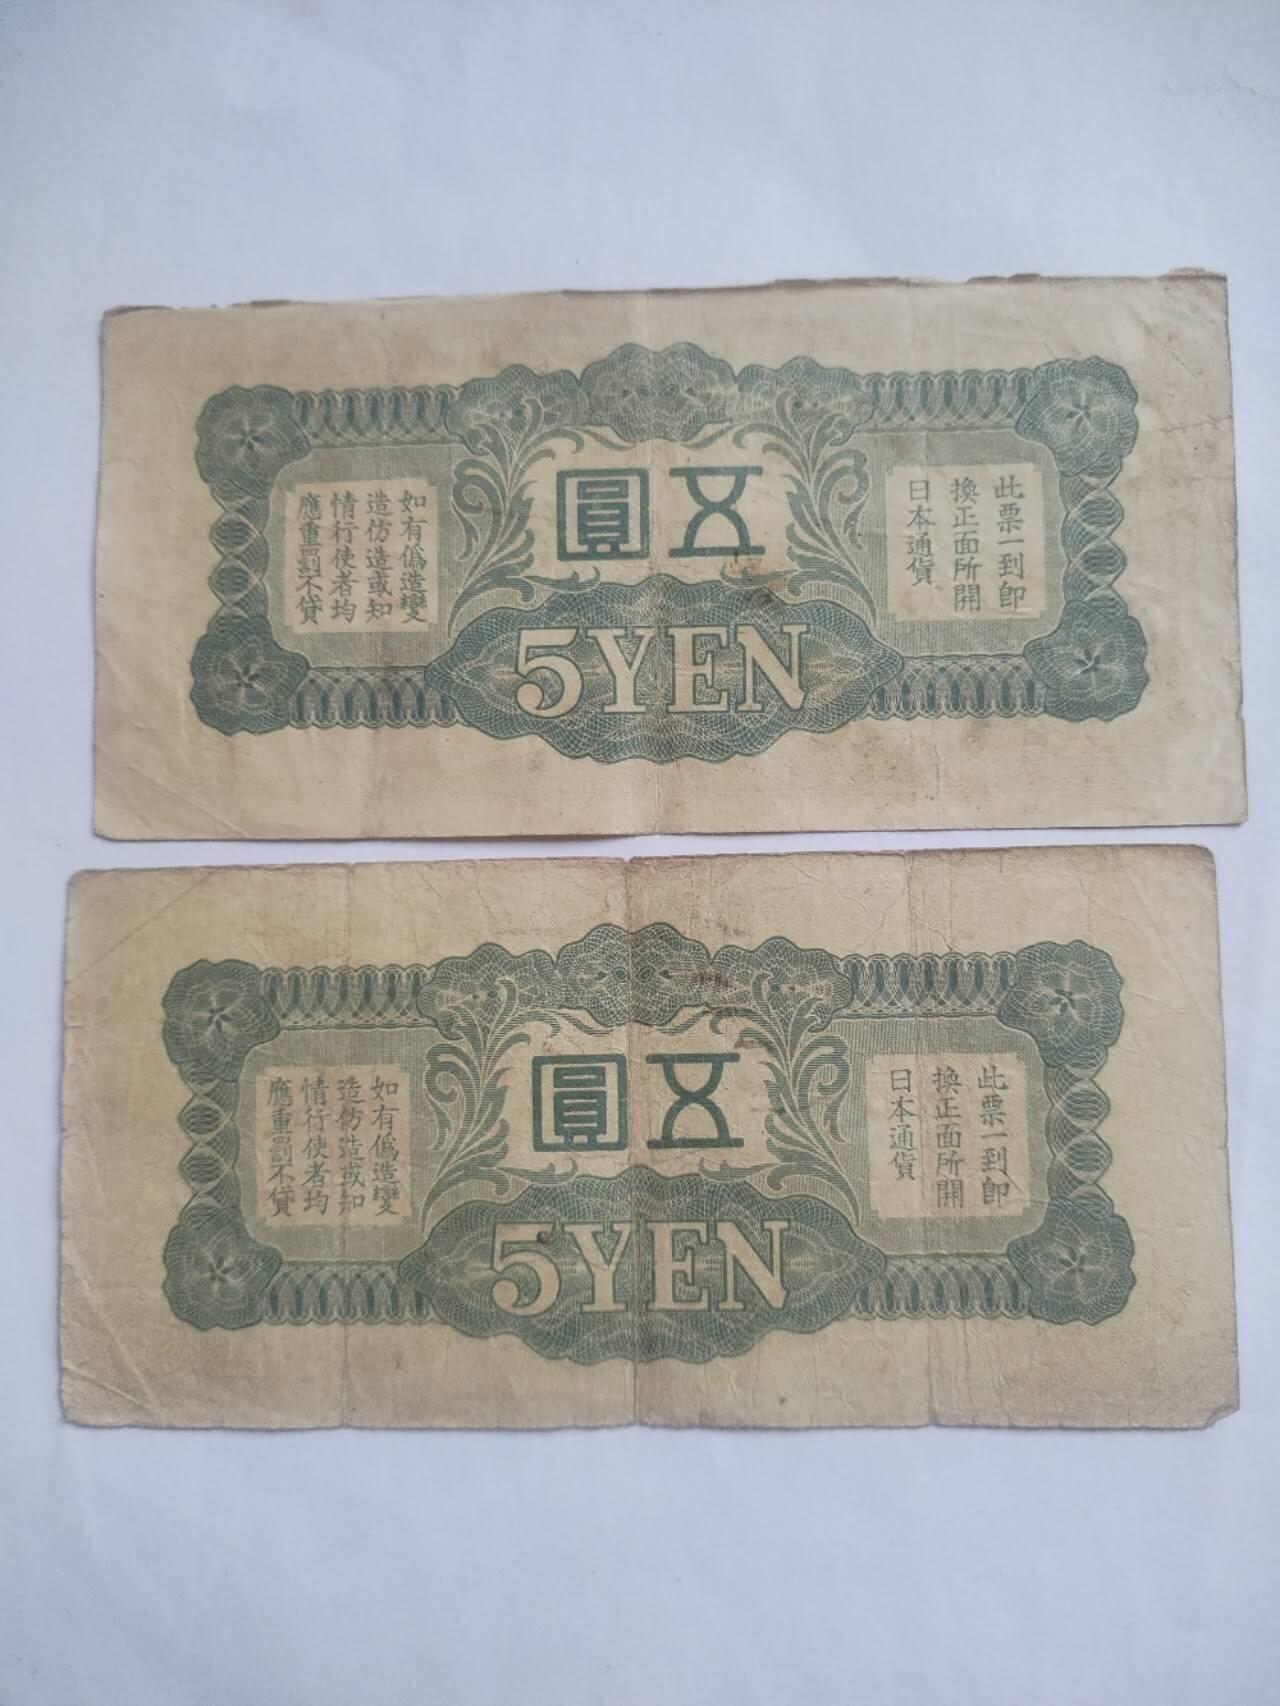 五圓
此票一到卽
換正面所開
日本通貨
如有僞造變
造仿造或知
情行使者均
應重罰不貸
5YEN
五圓
此票一到卽
換正面所開
日本通貨
如有僞造變
造仿造或知
情行使者均
應重罰不貸
5YEN